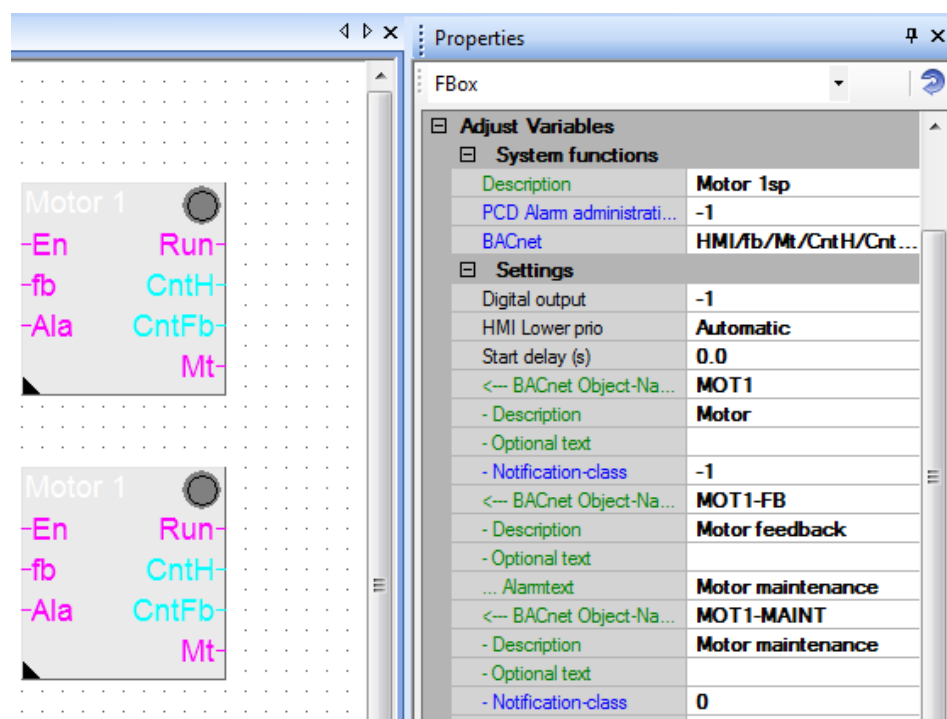 Motor 1
En Run
fb CntH
Ala CntFb
Mt
Motor 1
En Run
fb CntH
Ala CntFb
Mt
Properties
FBox
Adjust Variables
System functions
Description Motor 1sp
PCD Alarm administrati... -1
BACnet HMI/fb/Mt/CntH/Cnt...
Settings
Digital output -1
HMI Lower prio Automatic
Start delay (s) 0.0
<--- BACnet Object-Na... MOT1
- Description Motor
- Optional text
- Notification-class -1
<--- BACnet Object-Na... MOT1-FB
- Description Motor feedback
- Optional text
... Alarmtext Motor maintenance
<--- BACnet Object-Na... MOT1-MAINT
- Description Motor maintenance
- Optional text
- Notification-class 0